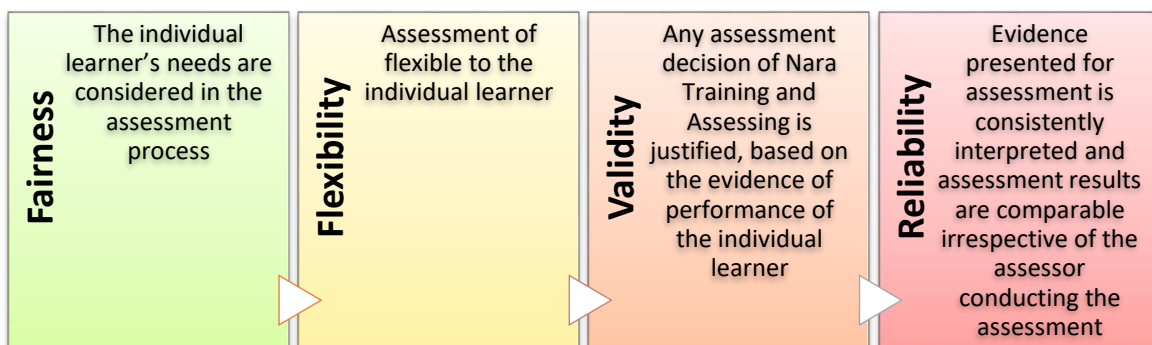 Fairness
The individual
learner's needs are
considered in the
assessment
process
Flexibility
Assessment of
flexible to the
individual learner
Validity
Any assessment
decision of Nara
Training and
Assessing is
justified, based on
the evidence of
performance of
the individual
learner
Reliability
Evidence
presented for
assessment is
consistently
interpreted and
assessment results
are comparable
irrespective of the
assessor
conducting the
assessment